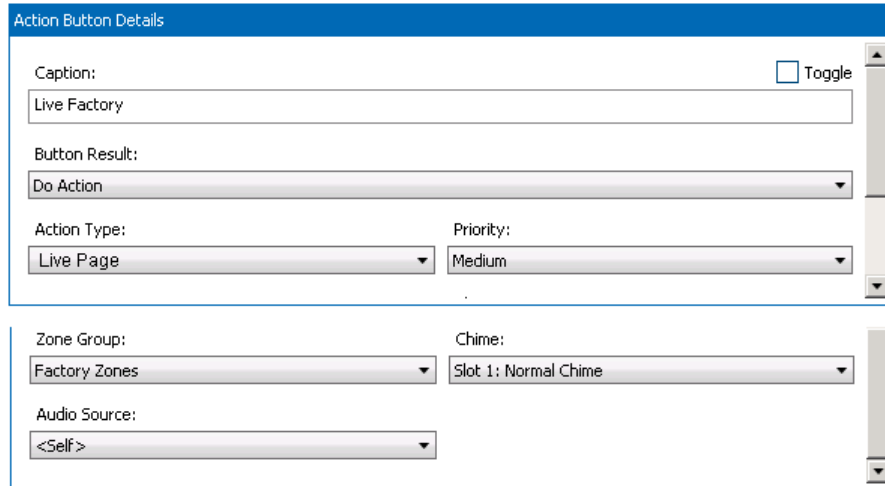 Action Button Details
Caption:
Toggle
Live Factory
Button Result:
Do Action
Action Type:
Priority:
Live Page
Medium
Zone Group:
Chime:
Factory Zones
Slot 1: Normal Chime
Audio Source:
<Self>